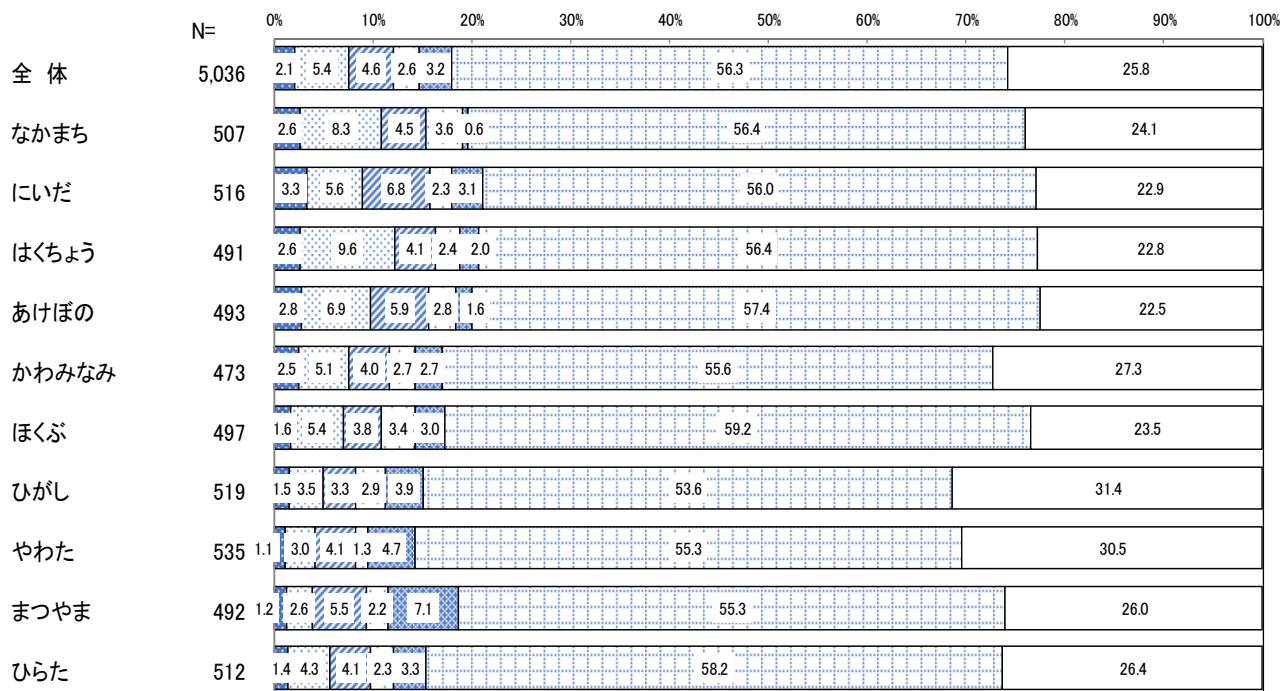 0% 10% 20% 30% 40% 50% 60% 70% 80% 90% 100%
N=
全 体 5,036 2.1 5.4 4.6 2.6 3.2 56.3 25.8
なかまち 507 2.6 8.3 4.5 3.6 0.6 56.4 24.1
にいだ 516 3.3 5.6 6.8 2.3 3.1 56.0 22.9
はくちょう 491 2.6 9.6 4.1 2.4 2.0 56.4 22.8
あけぼの 493 2.8 6.9 5.9 2.8 1.6 57.4 22.5
かわみなみ 473 2.5 5.1 4.0 2.7 2.7 55.6 27.3
ほくぶ 497 1.6 5.4 3.8 3.4 3.0 59.2 23.5
ひがし 519 1.5 3.5 3.3 2.9 3.9 53.6 31.4
やわた 535 1.1 3.0 4.1 1.3 4.7 55.3 30.5
まつやま 492 1.2 2.6 5.5 2.2 7.1 55.3 26.0
ひらた 512 1.4 4.3 4.1 2.3 3.3 58.2 26.4